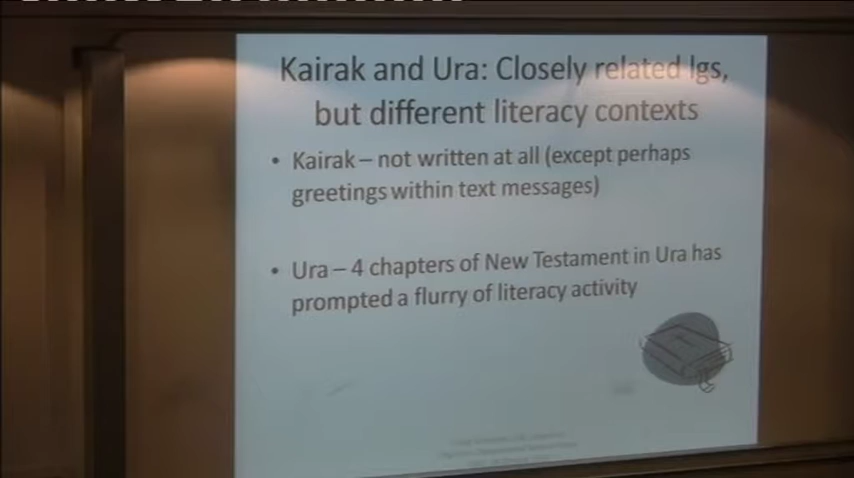 Kairak and Ura: Closely related lgs,
but different literacy contexts
• Kairak – not written at all (except perhaps
greetings within text messages)
• Ura – 4 chapters of New Testament in Ura has
prompted a flurry of literacy activity